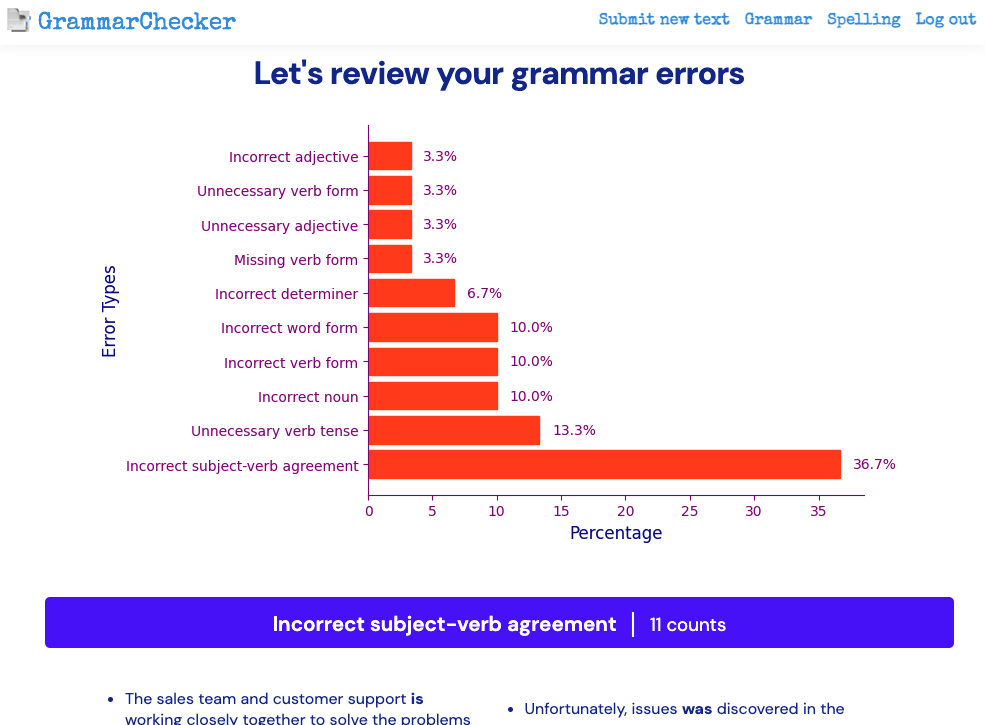 GrammarChecker
Submit new text Grammar Spelling Log out
Let's review your grammar errors
Error Types
Incorrect adjective 3.3%
Unnecessary verb form 3.3%
Unnecessary adjective 3.3%
Missing verb form 3.3%
Incorrect determiner 6.7%
Incorrect word form 10.0%
Incorrect verb form 10.0%
Incorrect noun 10.0%
Unnecessary verb tense 13.3%
Incorrect subject-verb agreement 36.7%
0 5 10 15 20 25 30 35
Percentage
Incorrect subject-verb agreement | 11 counts
• The sales team and customer support is
working closely together to solve the problems
• Unfortunately, issues was discovered in the